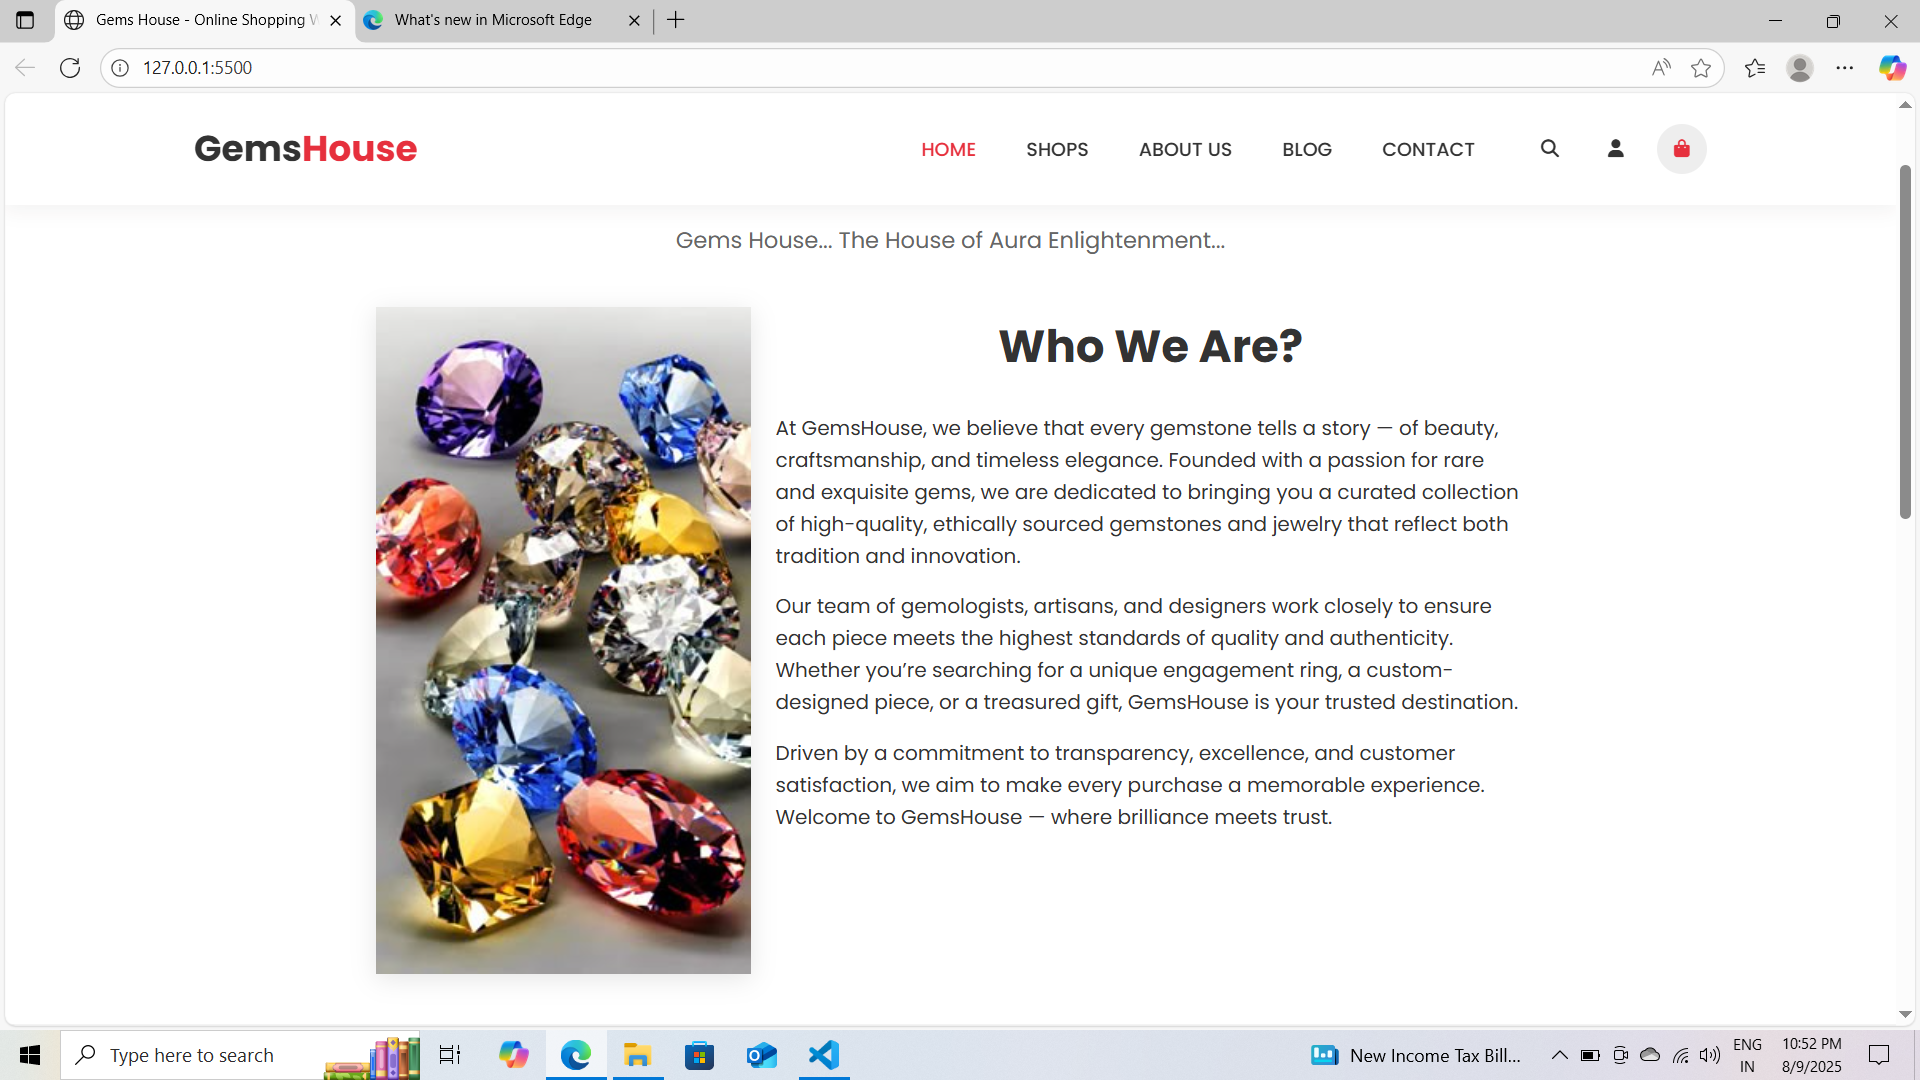 Gems House - Online Shopping W
What's new in Microsoft Edge
127.0.0.1:5500
GemsHouse
HOME SHOPS ABOUT US BLOG CONTACT
Gems House... The House of Aura Enlightenment...
Who We Are?
At GemsHouse, we believe that every gemstone tells a story — of beauty,
craftsmanship, and timeless elegance. Founded with a passion for rare
and exquisite gems, we are dedicated to bringing you a curated collection
of high-quality, ethically sourced gemstones and jewelry that reflect both
tradition and innovation.
Our team of gemologists, artisans, and designers work closely to ensure
each piece meets the highest standards of quality and authenticity.
Whether you’re searching for a unique engagement ring, a custom-
designed piece, or a treasured gift, GemsHouse is your trusted destination.
Driven by a commitment to transparency, excellence, and customer
satisfaction, we aim to make every purchase a memorable experience.
Welcome to GemsHouse — where brilliance meets trust.
Type here to search
New Income Tax Bill...
ENG
IN
10:52 PM
8/9/2025